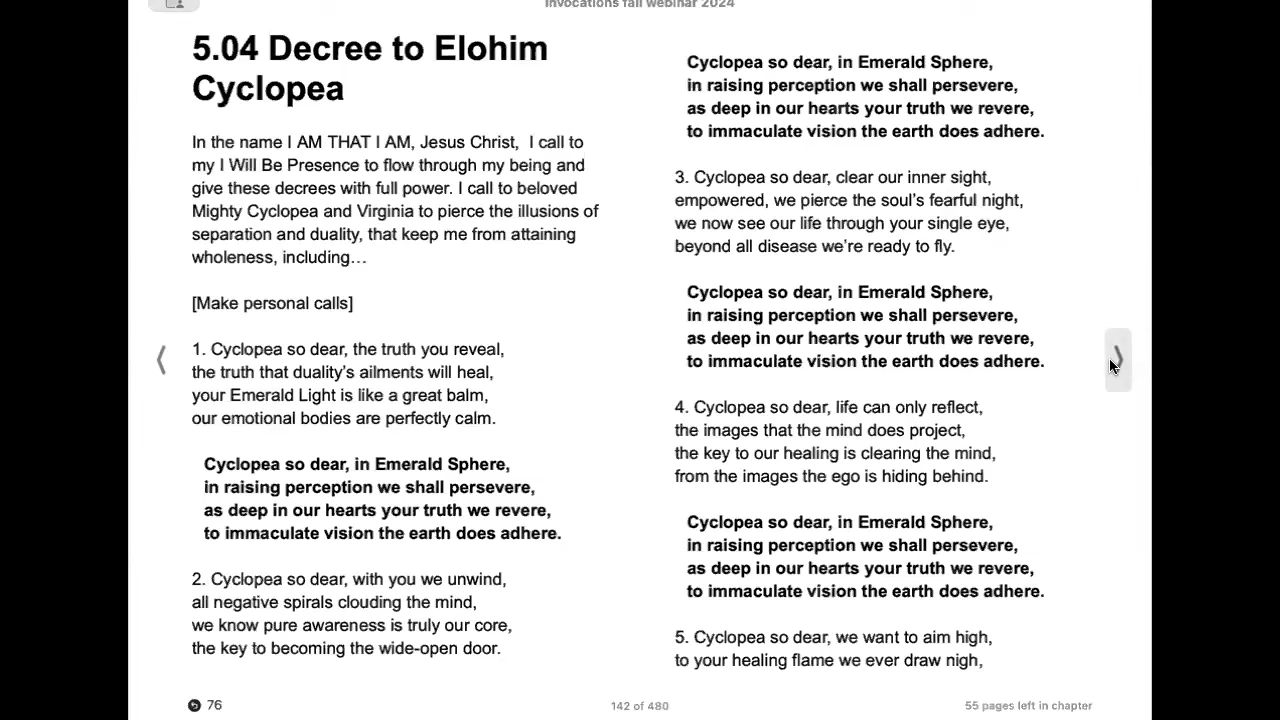 Invocations fall webinar 2024
5.04 Decree to Elohim
Cyclopea
In the name I AM THAT I AM, Jesus Christ,  I call to
my I Will Be Presence to flow through my being and
give these decrees with full power. I call to beloved
Mighty Cyclopea and Virginia to pierce the illusions of
separation and duality, that keep me from attaining
wholeness, including…
[Make personal calls]
1. Cyclopea so dear, the truth you reveal,
the truth that duality’s ailments will heal,
your Emerald Light is like a great balm,
our emotional bodies are perfectly calm.
Cyclopea so dear, in Emerald Sphere,
in raising perception we shall persevere,
as deep in our hearts your truth we revere,
to immaculate vision the earth does adhere.
2. Cyclopea so dear, with you we unwind,
all negative spirals clouding the mind,
we know pure awareness is truly our core,
the key to becoming the wide-open door.
Cyclopea so dear, in Emerald Sphere,
in raising perception we shall persevere,
as deep in our hearts your truth we revere,
to immaculate vision the earth does adhere.
3. Cyclopea so dear, clear our inner sight,
empowered, we pierce the soul’s fearful night,
we now see our life through your single eye,
beyond all disease we’re ready to fly.
Cyclopea so dear, in Emerald Sphere,
in raising perception we shall persevere,
as deep in our hearts your truth we revere,
to immaculate vision the earth does adhere.
4. Cyclopea so dear, life can only reflect,
the images that the mind does project,
the key to our healing is clearing the mind,
from the images the ego is hiding behind.
Cyclopea so dear, in Emerald Sphere,
in raising perception we shall persevere,
as deep in our hearts your truth we revere,
to immaculate vision the earth does adhere.
5. Cyclopea so dear, we want to aim high,
to your healing flame we ever draw nigh,
76
142 of 480
55 pages left in chapter